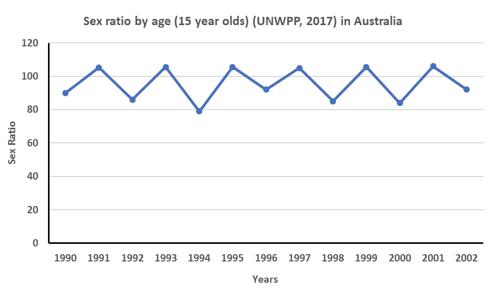 Sex ratio by age (15 year olds) (UNWPP, 2017) in Australia
120
100
80
60
40
20
0
Sex Ratio
1990 1991 1992 1993 1994 1995 1996 1997 1998 1999 2000 2001 2002
Years